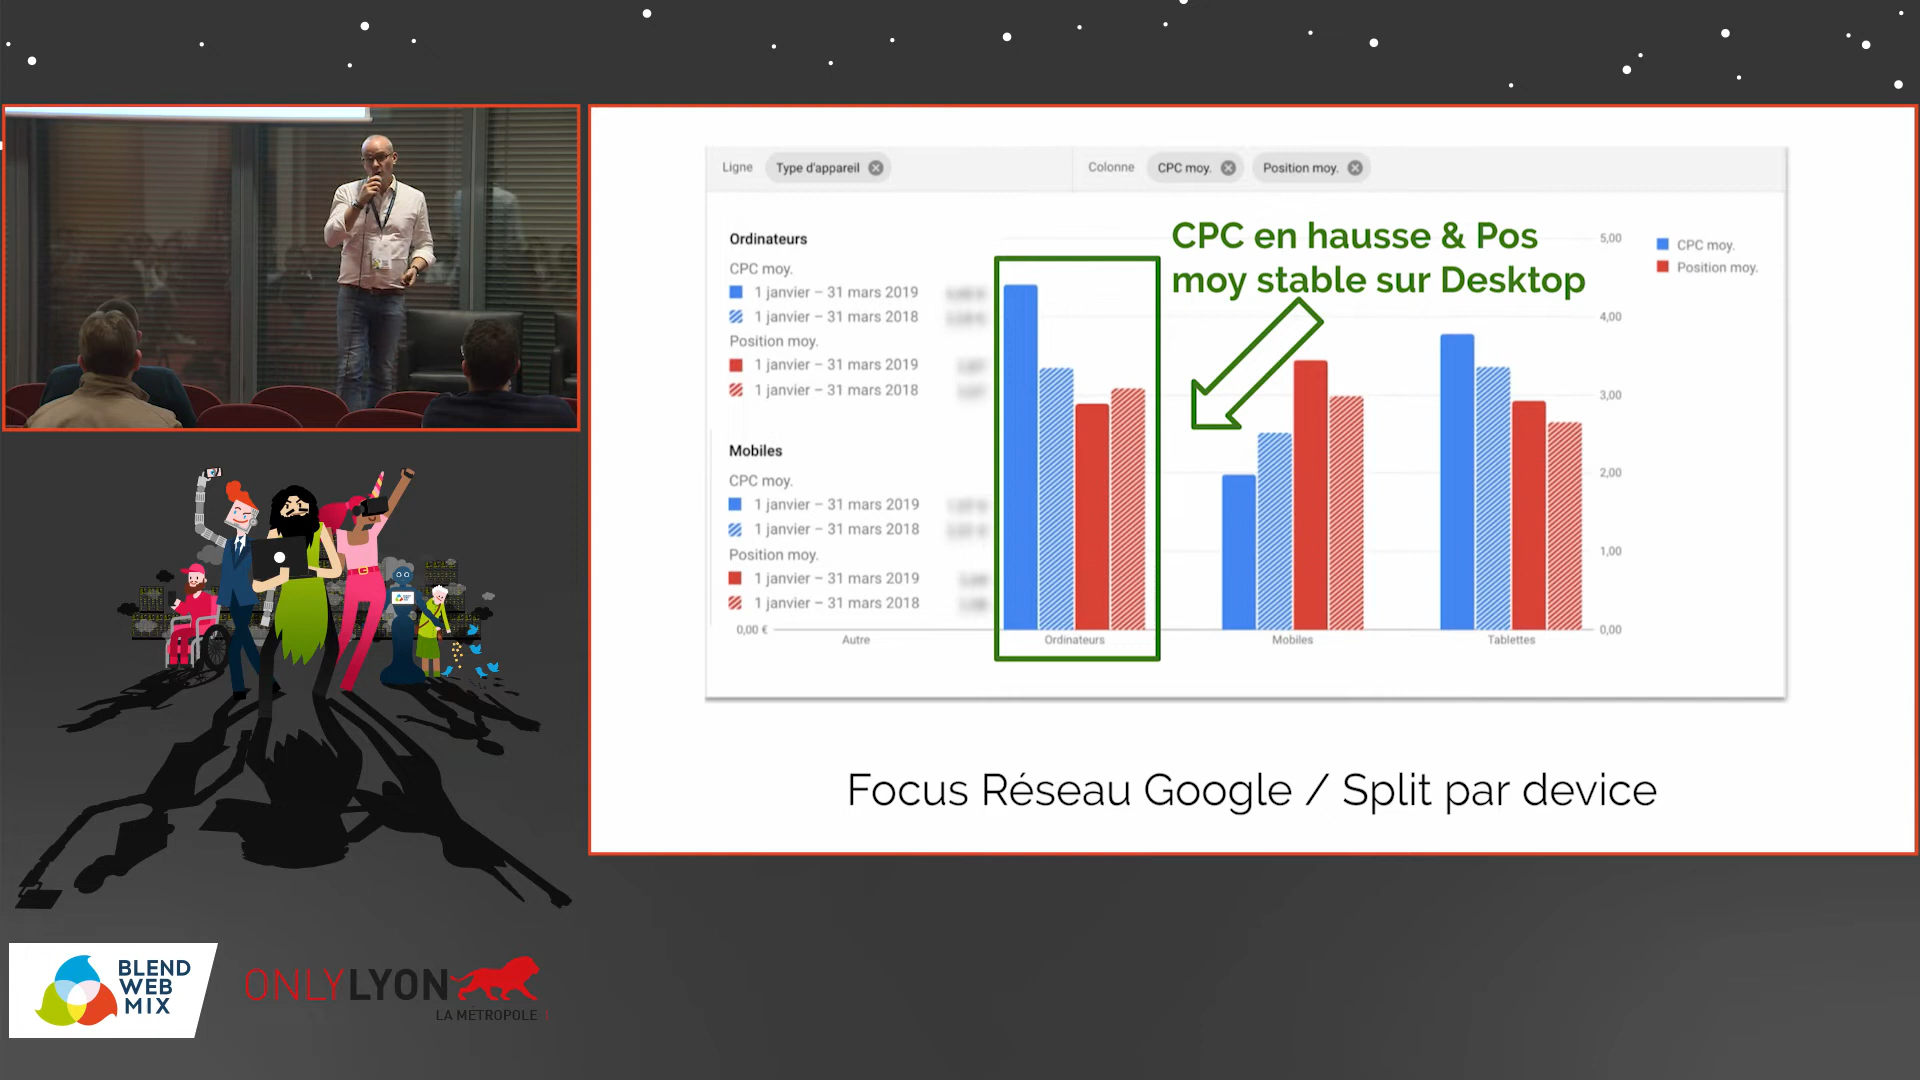 Ligne Type d'appareil Colonne CPC moy. Position moy.
CPC en hausse & Pos
moy stable sur Desktop
Ordinateurs
CPC moy.
1 janvier – 31 mars 2019
1 janvier – 31 mars 2018
Position moy.
1 janvier – 31 mars 2019
1 janvier – 31 mars 2018
Mobiles
CPC moy.
1 janvier – 31 mars 2019
1 janvier – 31 mars 2018
Position moy.
1 janvier – 31 mars 2019
1 janvier – 31 mars 2018
0,00 €
Autre
Ordinateurs
Mobiles
Tablettes
5,00
4,00
3,00
2,00
1,00
0,00
CPC moy.
Position moy.
Focus Réseau Google / Split par device
BLEND
WEB
MIX
ONLYLYON
LA MÉTROPOLE